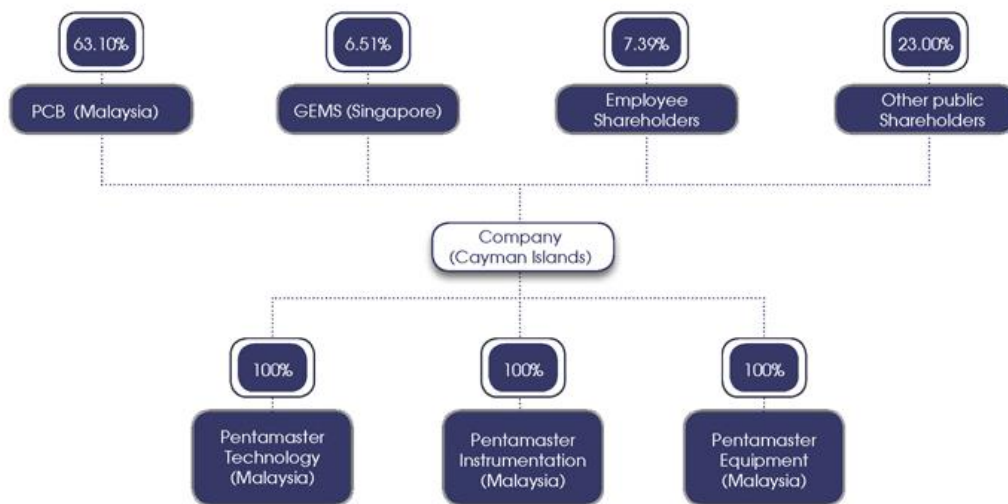 63.10%
6.51%
7.39%
23.00%
PCB (Malaysia)
GEMS (Singapore)
Employee
Shareholders
Other public
Shareholders
Company
(Cayman Islands)
100%
100%
100%
Pentamaster
Technology
(Malaysia)
Pentamaster
Instrumentation
(Malaysia)
Pentamaster
Equipment
(Malaysia)